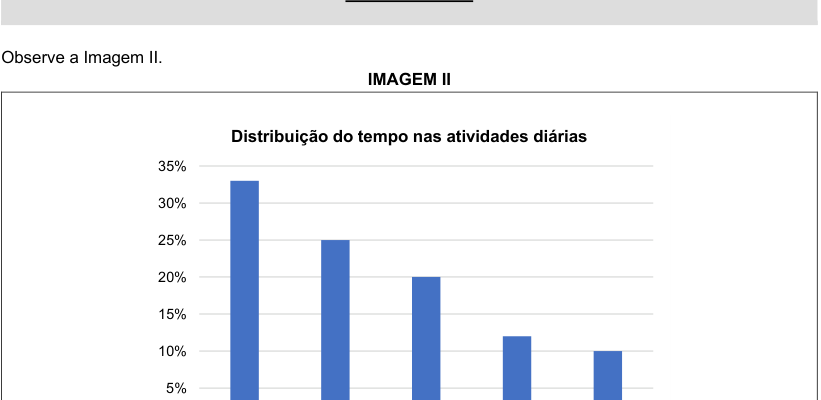 Observe a Imagem II.
IMAGEM II
Distribuição do tempo nas atividades diárias
35%
30%
25%
20%
15%
10%
5%